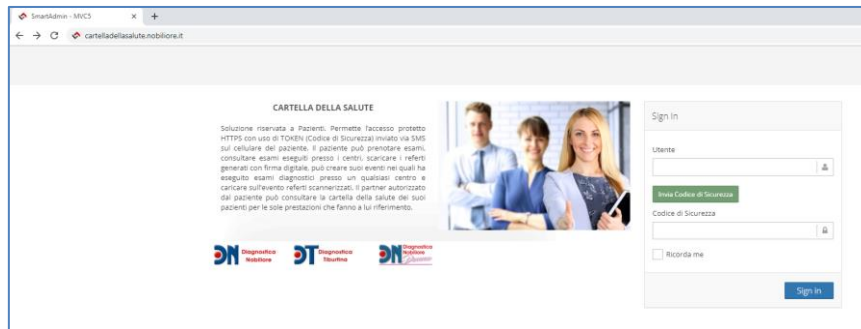 SmartAdmin - MVC5
cartelladellasalute.nobiliore.it
CARTELLA DELLA SALUTE
Soluzione riservata a Pazienti. Permette l'accesso protetto
HTTPS con uso di TOKEN (Codice di Sicurezza) inviato via SMS
sul cellulare del paziente. Il paziente può prenotare esami,
consultare esami eseguiti presso i centri, scaricare i referti
generati con firma digitale, può creare suoi eventi nei quali ha
eseguito esami diagnostici presso un qualsiasi centro e
caricare sull'evento referti scannerizzati. Il partner autorizzato
dal paziente può consultare la cartella della salute dei suoi
pazienti per le sole prestazioni che fanno a lui riferimento.
DN Diagnostica
Nobiliore
DT Diagnostica
Tiburtina
DN Diagnostica
Nobiliore
Sign In
Utente
Invia Codice di Sicurezza
Codice di Sicurezza
Ricorda me
Sign in